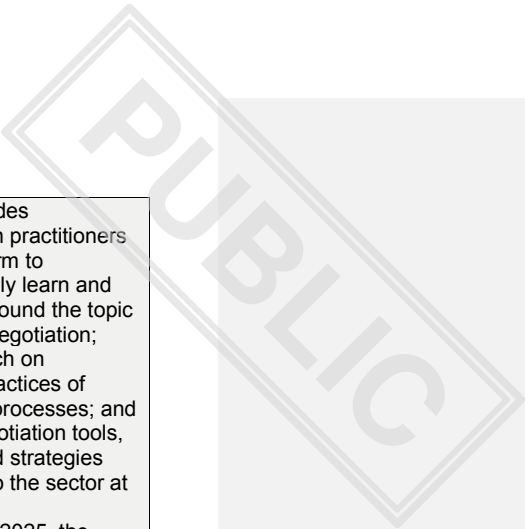 des
n practitioners
rm to
ly learn and
ound the topic
egotiation;
ch on
actices of
processes; and
otiation tools,
d strategies
o the sector at
2025, the
PUBLIC